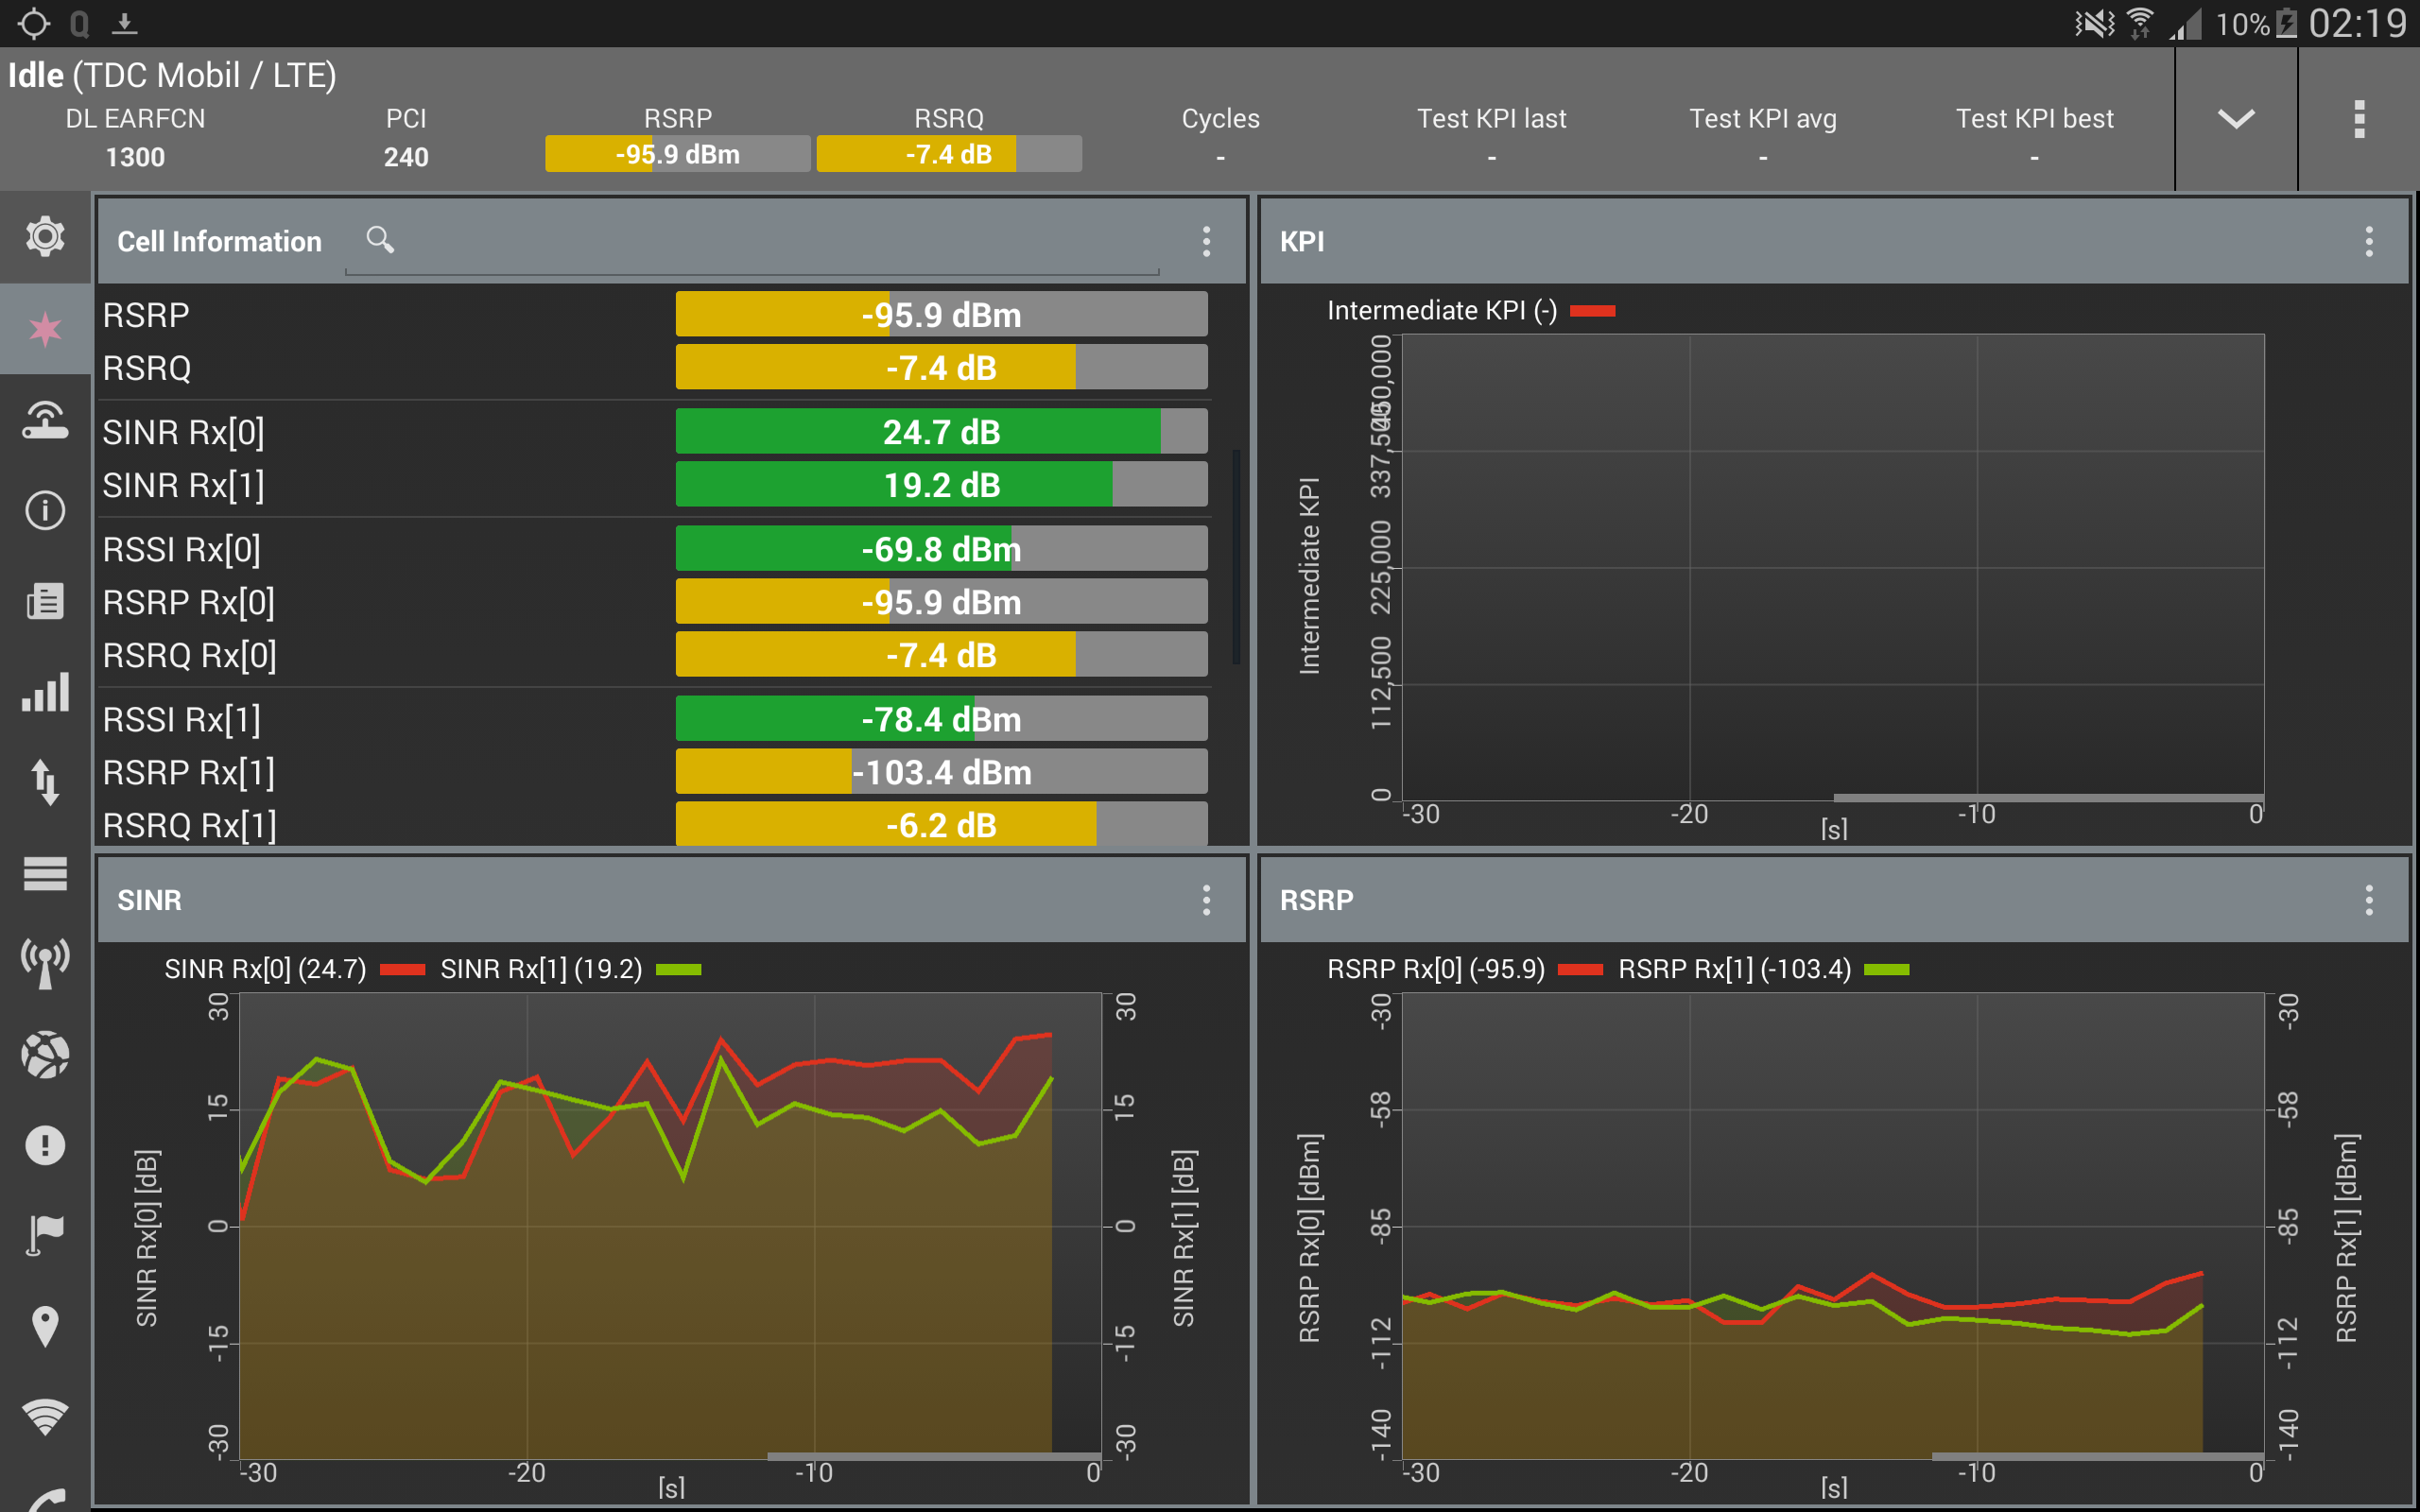 10% 02:19
Idle (TDC Mobil / LTE)
DL EARFCN PCI RSRP RSRQ Cycles Test KPI last Test KPI avg Test KPI best
1300 240 -95.9 dBm -7.4 dB - - - -
Cell Information
RSRP -95.9 dBm
RSRQ -7.4 dB
SINR Rx[0] 24.7 dB
SINR Rx[1] 19.2 dB
RSSI Rx[0] -69.8 dBm
RSRP Rx[0] -95.9 dBm
RSRQ Rx[0] -7.4 dB
RSSI Rx[1] -78.4 dBm
RSRP Rx[1] -103.4 dBm
RSRQ Rx[1] -6.2 dB
KPI
Intermediate KPI (-)
Intermediate KPI
450,000
337,500
225,000
112,500
0
-30 -20 -10 0
[s]
SINR
SINR Rx[0] (24.7) SINR Rx[1] (19.2)
SINR Rx[0] [dB]
30
15
0
-15
-30
30
15
0
-15
-30
SINR Rx[1] [dB]
-30 -20 -10 0
[s]
RSRP
RSRP Rx[0] (-95.9) RSRP Rx[1] (-103.4)
RSRP Rx[0] [dBm]
-30
-58
-85
-112
-140
-30
-58
-85
-112
-140
RSRP Rx[1] [dBm]
-30 -20 -10 0
[s]